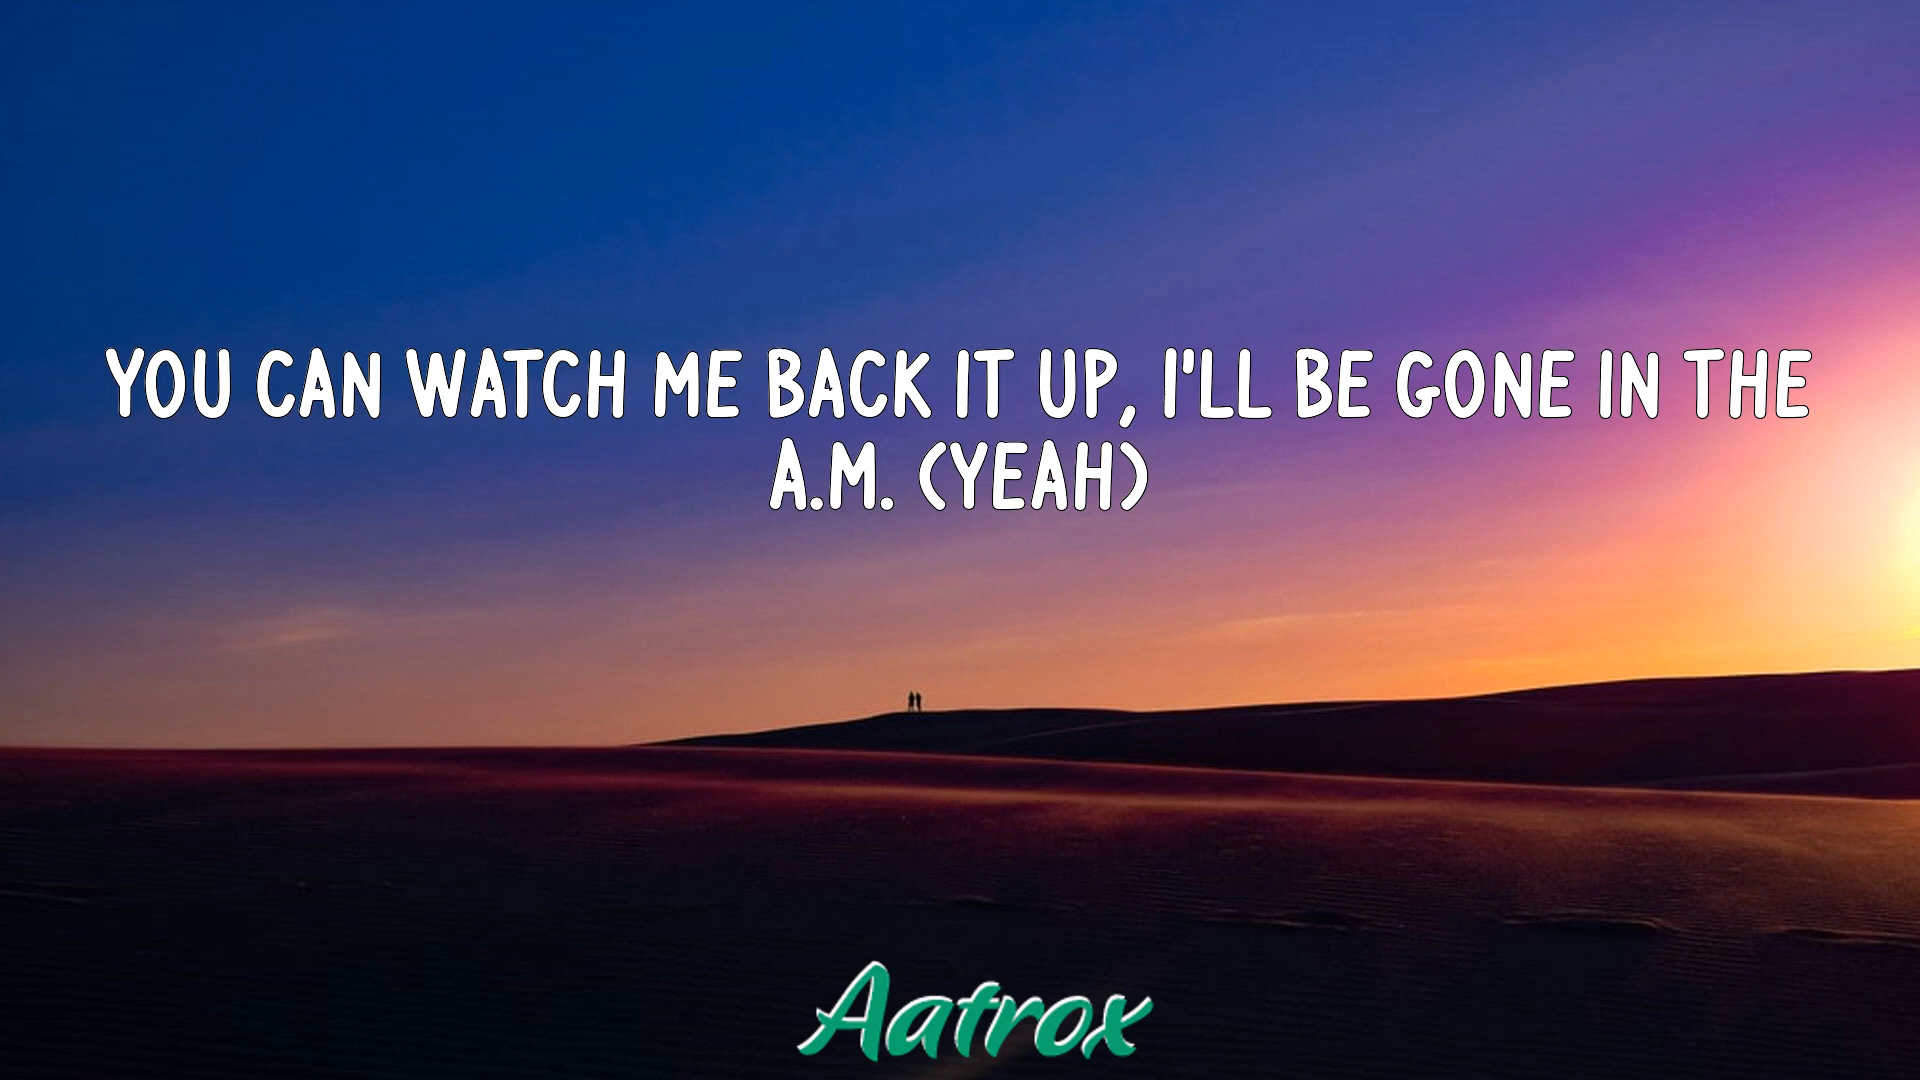 YOU CAN WATCH ME BACK IT UP, I'LL BE GONE IN THE
A.M. (YEAH)
Aatrox